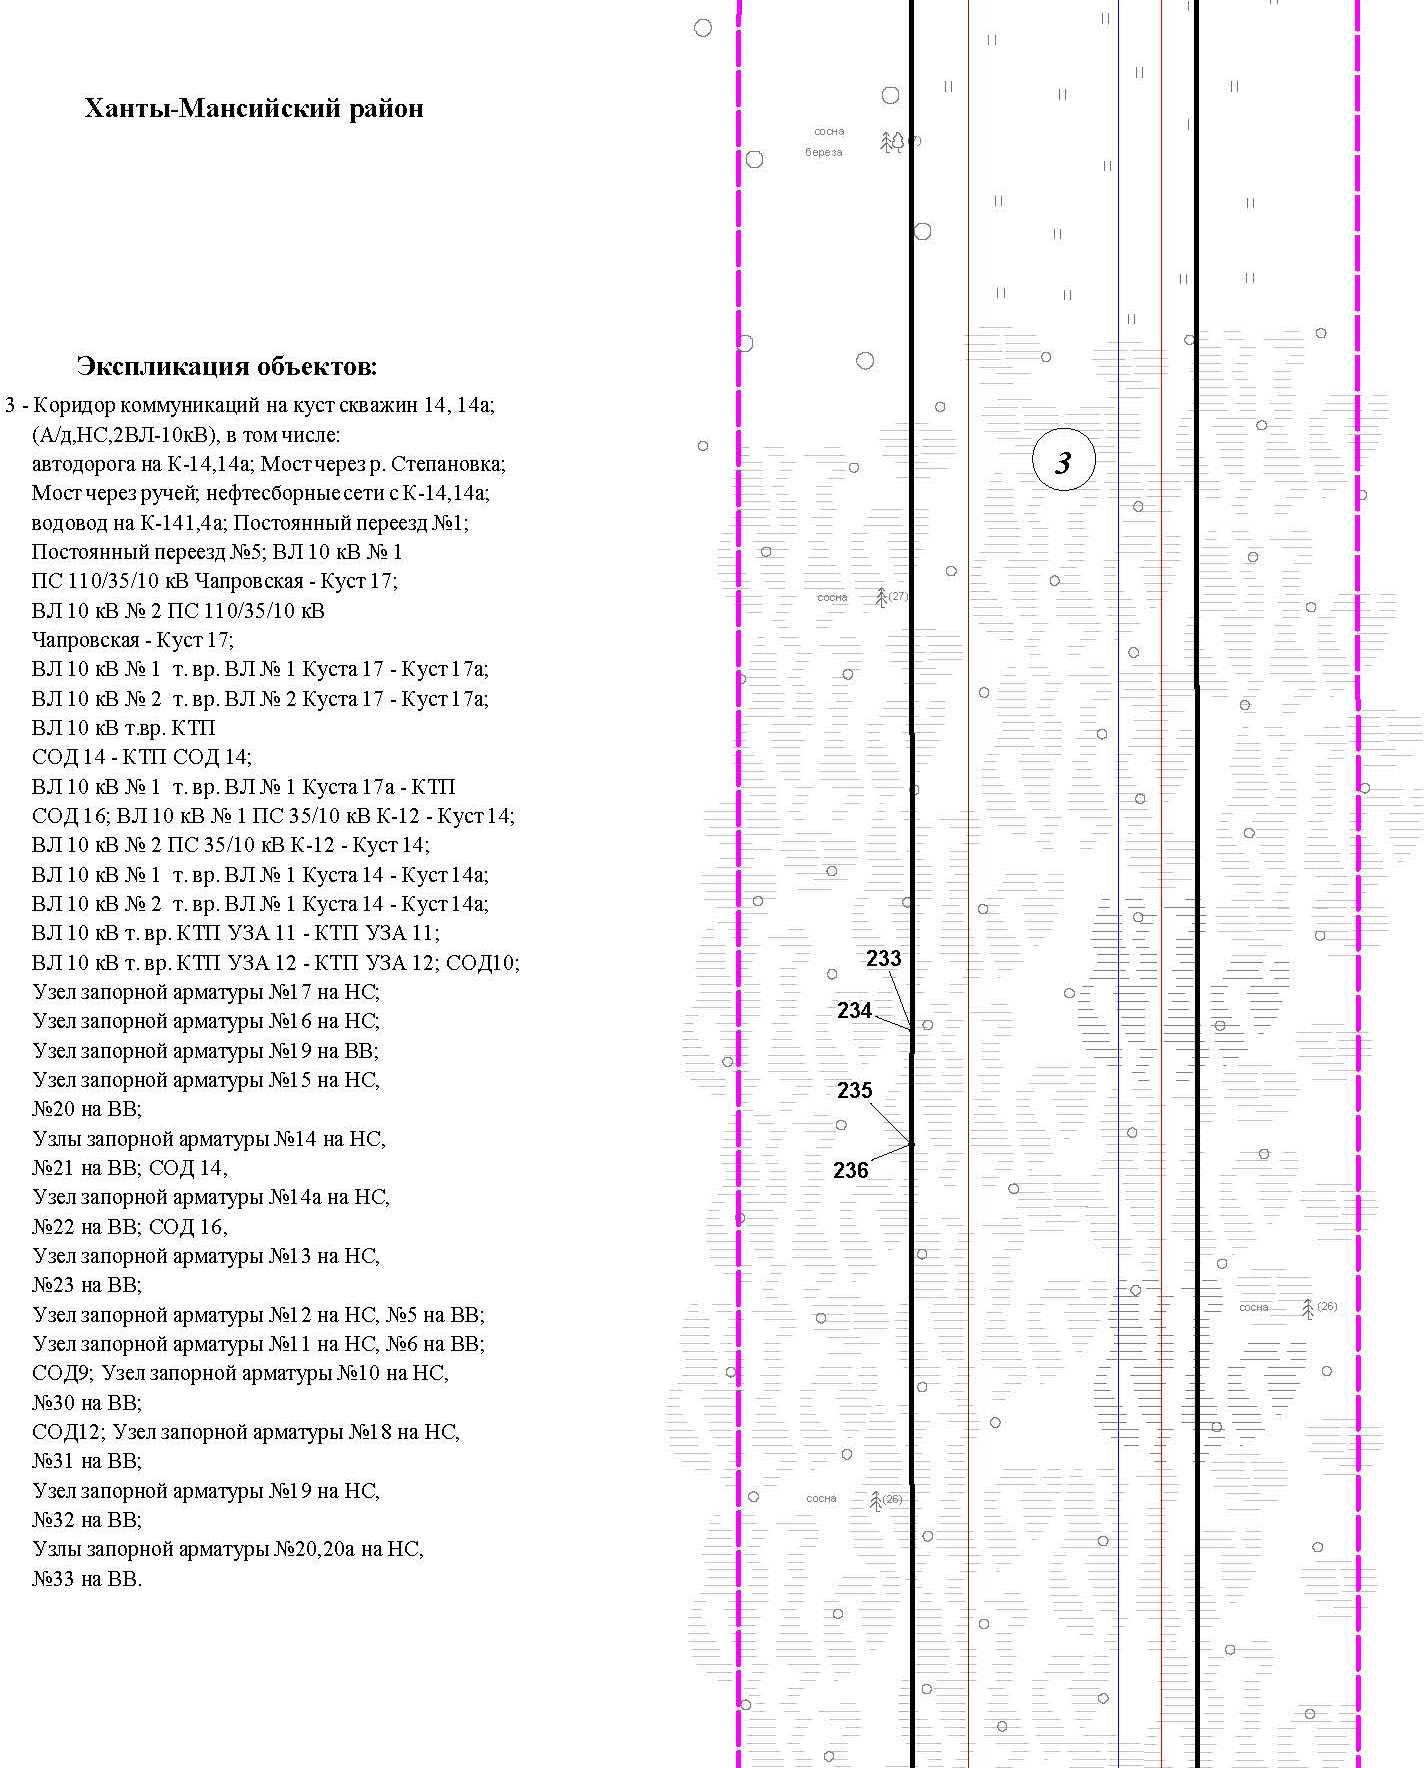 Ханты-Мансийский район
Экспликация объектов:
3 - Коридор коммуникаций на куст скважин 14, 14а;
(А/д,НС,2ВЛ-10кВ), в том числе:
автодорога на К-14,14а; Мост через р. Степановка;
Мост через ручей; нефтесборные сети с К-14,14а;
водовод на К-141,4а; Постоянный переезд №1;
Постоянный переезд №5; ВЛ 10 кВ № 1
ПС 110/35/10 кВ Чапровская - Куст 17;
ВЛ 10 кВ № 2 ПС 110/35/10 кВ
Чапровская - Куст 17;
ВЛ 10 кВ № 1 т. вр. ВЛ № 1 Куста 17 - Куст 17а;
ВЛ 10 кВ № 2 т. вр. ВЛ № 2 Куста 17 - Куст 17а;
ВЛ 10 кВ т.вр. КТП
СОД 14 - КТП СОД 14;
ВЛ 10 кВ № 1 т. вр. ВЛ № 1 Куста 17а - КТП
СОД 16; ВЛ 10 кВ № 1 ПС 35/10 кВ К-12 - Куст 14;
ВЛ 10 кВ № 2 ПС 35/10 кВ К-12 - Куст 14;
ВЛ 10 кВ № 1 т. вр. ВЛ № 1 Куста 14 - Куст 14а;
ВЛ 10 кВ № 2 т. вр. ВЛ № 1 Куста 14 - Куст 14а;
ВЛ 10 кВ т. вр. КТП УЗА 11 - КТП УЗА 11;
ВЛ 10 кВ т. вр. КТП УЗА 12 - КТП УЗА 12; СОД10;
Узел запорной арматуры №17 на НС;
Узел запорной арматуры №16 на НС;
Узел запорной арматуры №19 на ВВ;
Узел запорной арматуры №15 на НС,
№20 на ВВ;
Узлы запорной арматуры №14 на НС,
№21 на ВВ; СОД 14,
Узел запорной арматуры №14а на НС,
№22 на ВВ; СОД 16,
Узел запорной арматуры №13 на НС,
№23 на ВВ;
Узел запорной арматуры №12 на НС, №5 на ВВ;
Узел запорной арматуры №11 на НС, №6 на ВВ;
СОД9; Узел запорной арматуры №10 на НС,
№30 на ВВ;
СОД12; Узел запорной арматуры №18 на НС,
№31 на ВВ;
Узел запорной арматуры №19 на НС,
№32 на ВВ;
Узлы запорной арматуры №20,20а на НС,
№33 на ВВ.
сосна
береза
3
сосна (27)
233
234
235
236
сосна (26)
сосна (26)